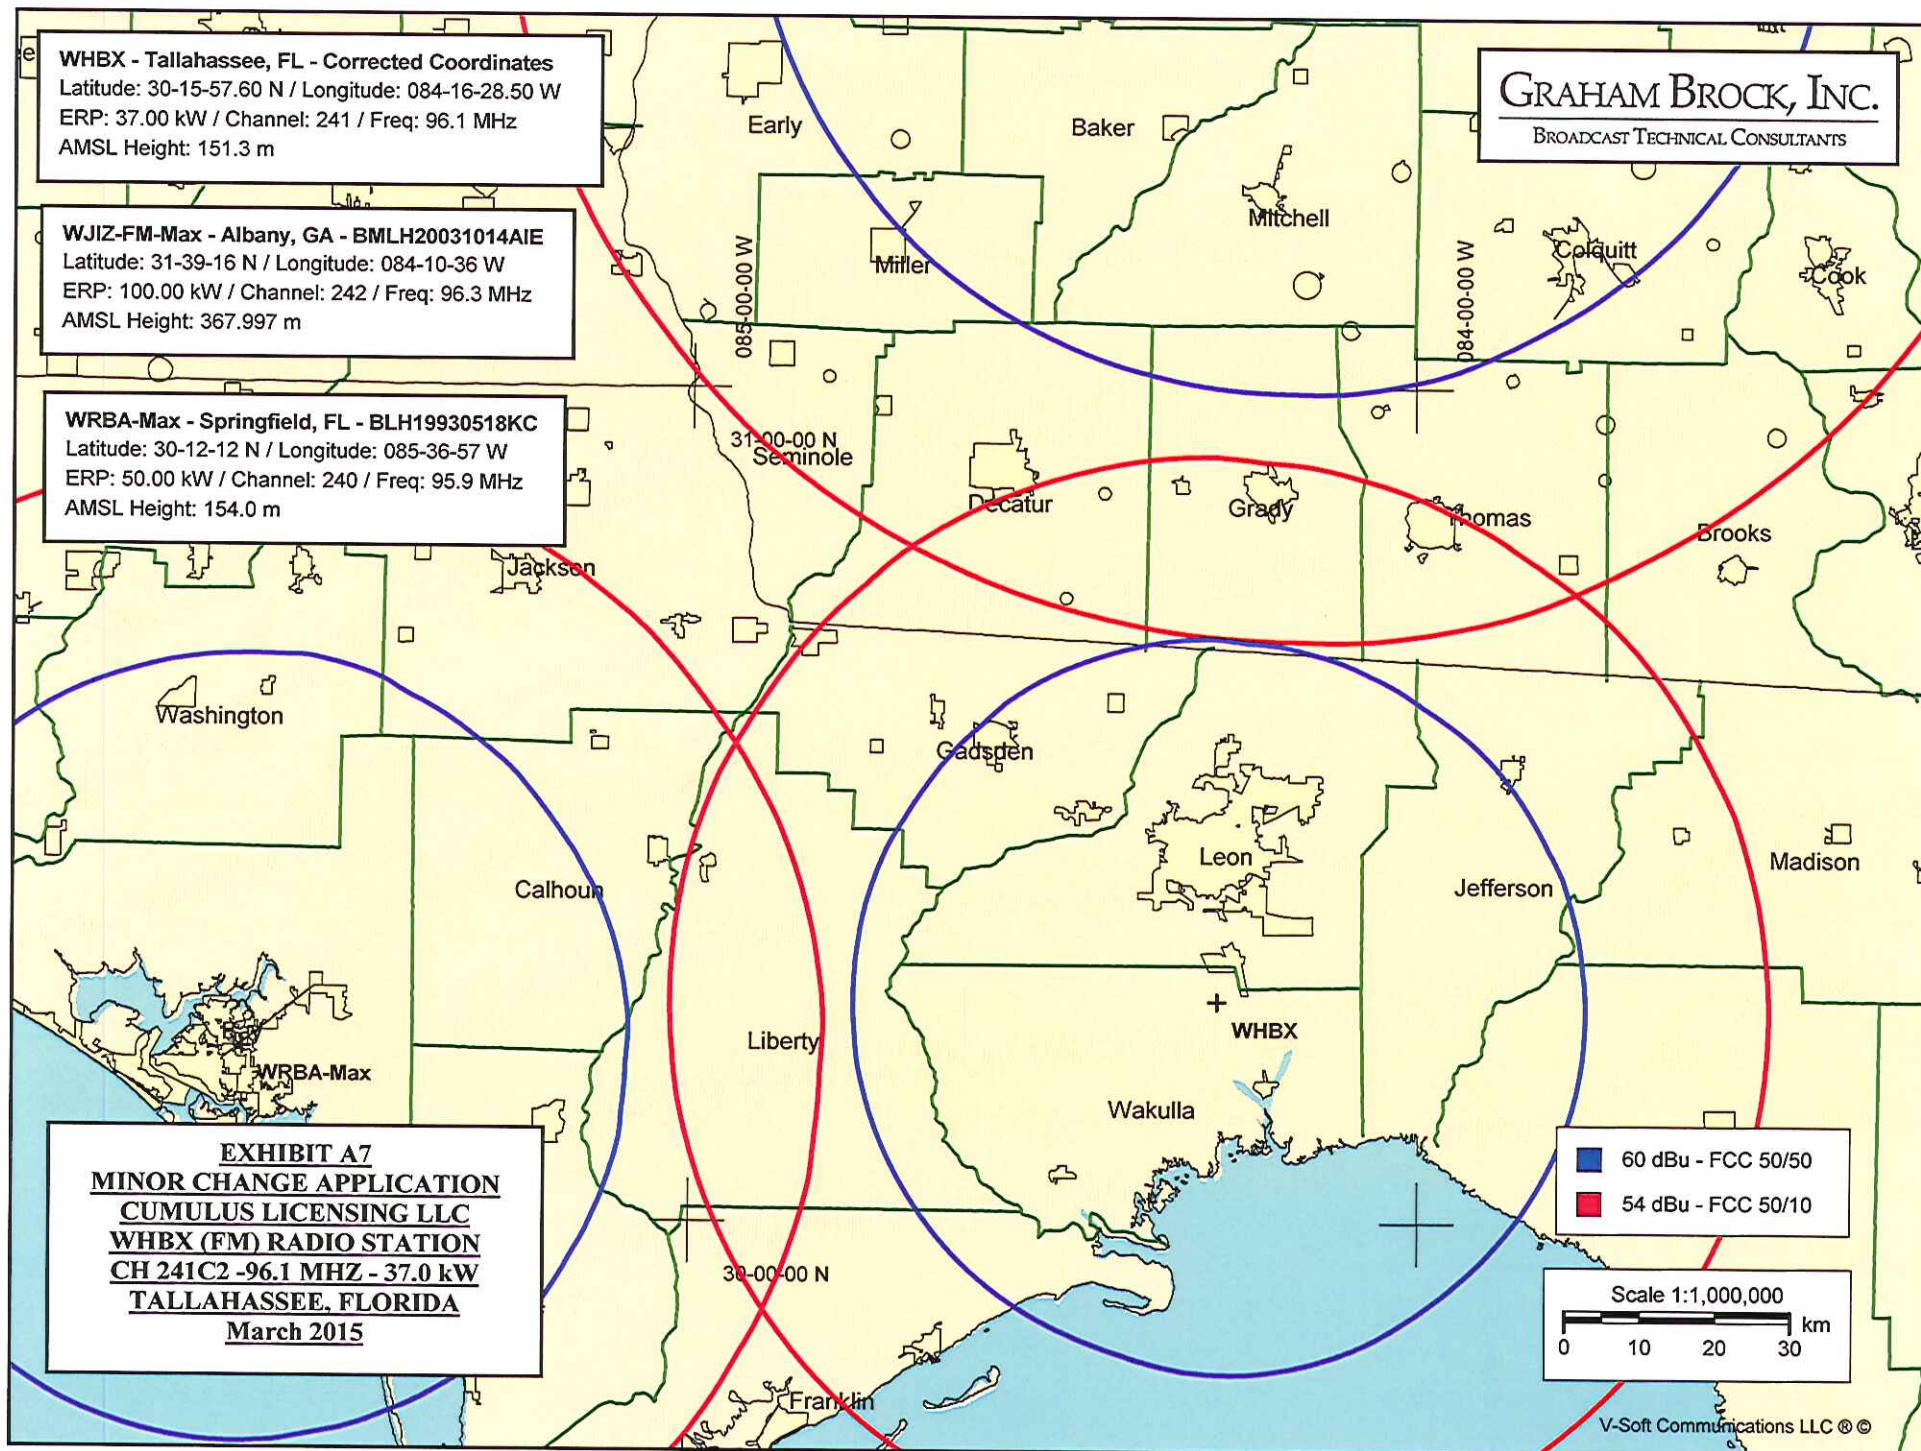 WHBX - Tallahassee, FL - Corrected Coordinates
Latitude: 30-15-57.60 N / Longitude: 084-16-28.50 W
ERP: 37.00 kW / Channel: 241 / Freq: 96.1 MHz
AMSL Height: 151.3 m
WJIZ-FM-Max - Albany, GA - BMLH20031014AIE
Latitude: 31-39-16 N / Longitude: 084-10-36 W
ERP: 100.00 kW / Channel: 242 / Freq: 96.3 MHz
AMSL Height: 367.997 m
WRBA-Max - Springfield, FL - BLH19930518KC
Latitude: 30-12-12 N / Longitude: 085-36-57 W
ERP: 50.00 kW / Channel: 240 / Freq: 95.9 MHz
AMSL Height: 154.0 m
GRAHAM BROCK, INC.
BROADCAST TECHNICAL CONSULTANTS
Early
Baker
Mitchell
Miller
Colquitt
Cook
085-00-00 W
084-00-00 W
31-00-00 N
Seminole
Decatur
Grady
Thomas
Brooks
Jackson
Washington
Gadsden
Leon
Madison
Calhoun
Jefferson
Bay
WHBX
Liberty
WRBA-Max
Wakulla
30-00-00 N
Franklin
EXHIBIT A7
MINOR CHANGE APPLICATION
CUMULUS LICENSING LLC
WHBX (FM) RADIO STATION
CH 241C2 -96.1 MHZ - 37.0 kW
TALLAHASSEE, FLORIDA
March 2015
60 dBu - FCC 50/50
54 dBu - FCC 50/10
Scale 1:1,000,000
km
0 10 20 30
V-Soft Communications LLC ® ©